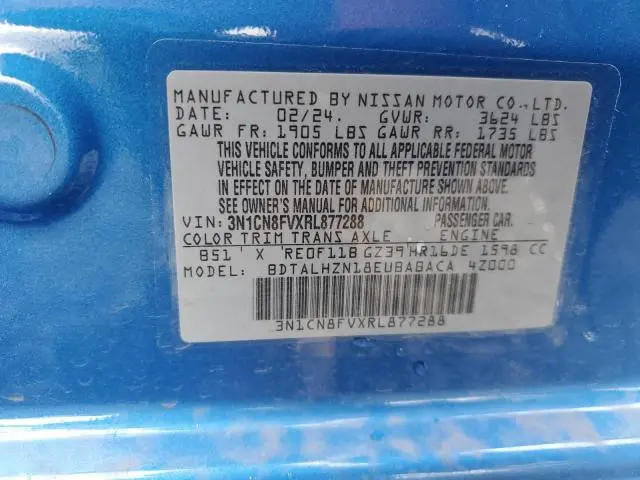 MANUFACTURED BY NISSAN MOTOR CO.,LTD.
DATE: 02/24. GVWR: 3624 LBS
GAWR FR: 1905 LBS GAWR RR: 1735 LBS
THIS VEHICLE CONFORMS TO ALL APPLICABLE FEDERAL MOTOR
VEHICLE SAFETY, BUMPER AND THEFT PREVENTION STANDARDS
IN EFFECT ON THE DATE OF MANUFACTURE SHOWN ABOVE.
SEE OWNER'S MANUAL FOR ADDITIONAL INFORMATION.
VIN: 3N1CN8FVXRL877288 PASSENGER CAR.
COLOR TRIM TRANS AXLE ENGINE
B51 X RE0F11B GZ39 HR16DE 1598 CC
MODEL: BDTALHZN18EUBABACA 4Z000
3N1CN8FVXRL877288